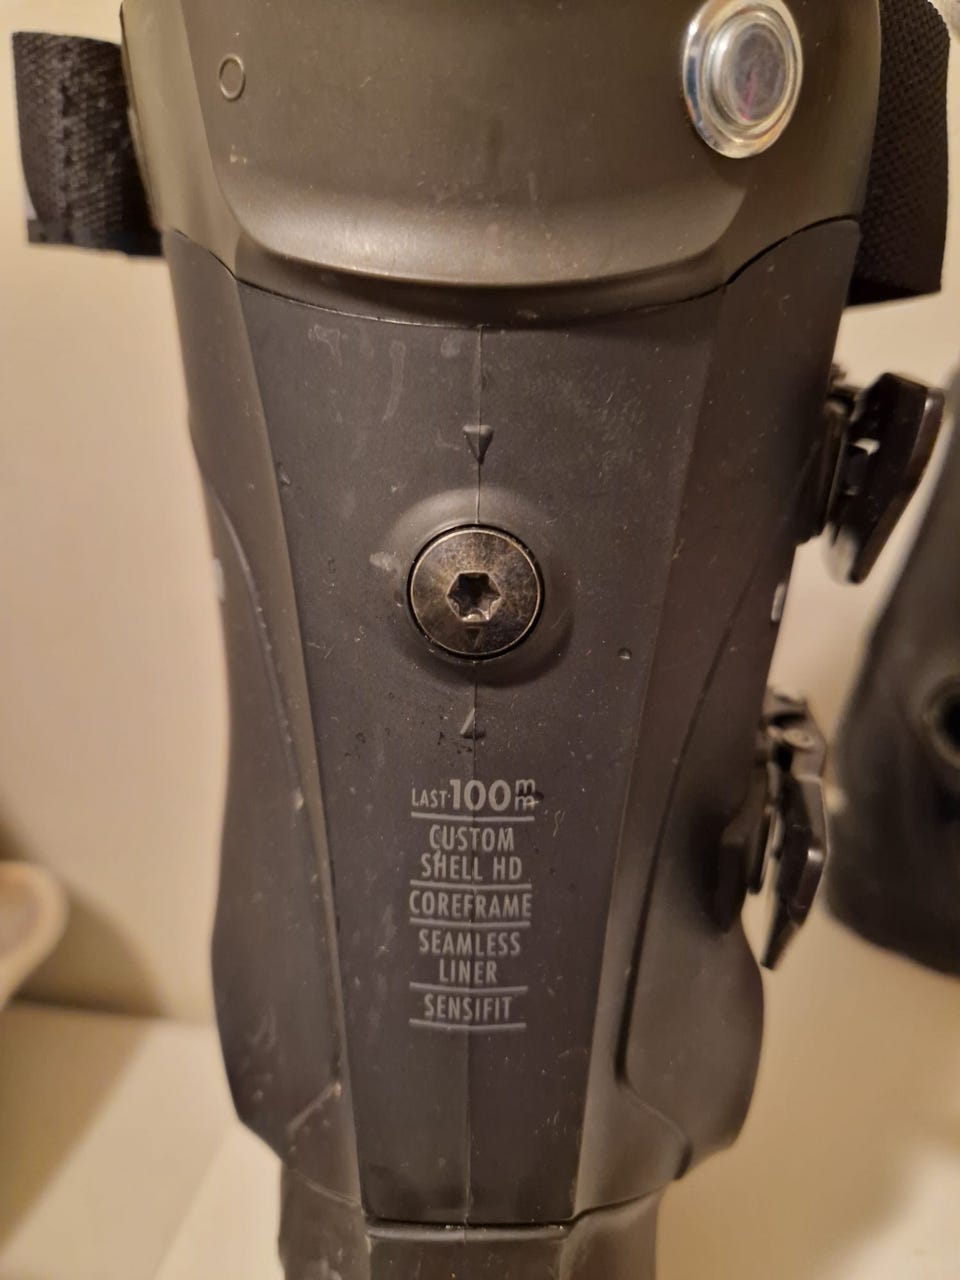 LAST 100mm
CUSTOM
SHELL HD
COREFRAME
SEAMLESS
LINER
SENSIFIT